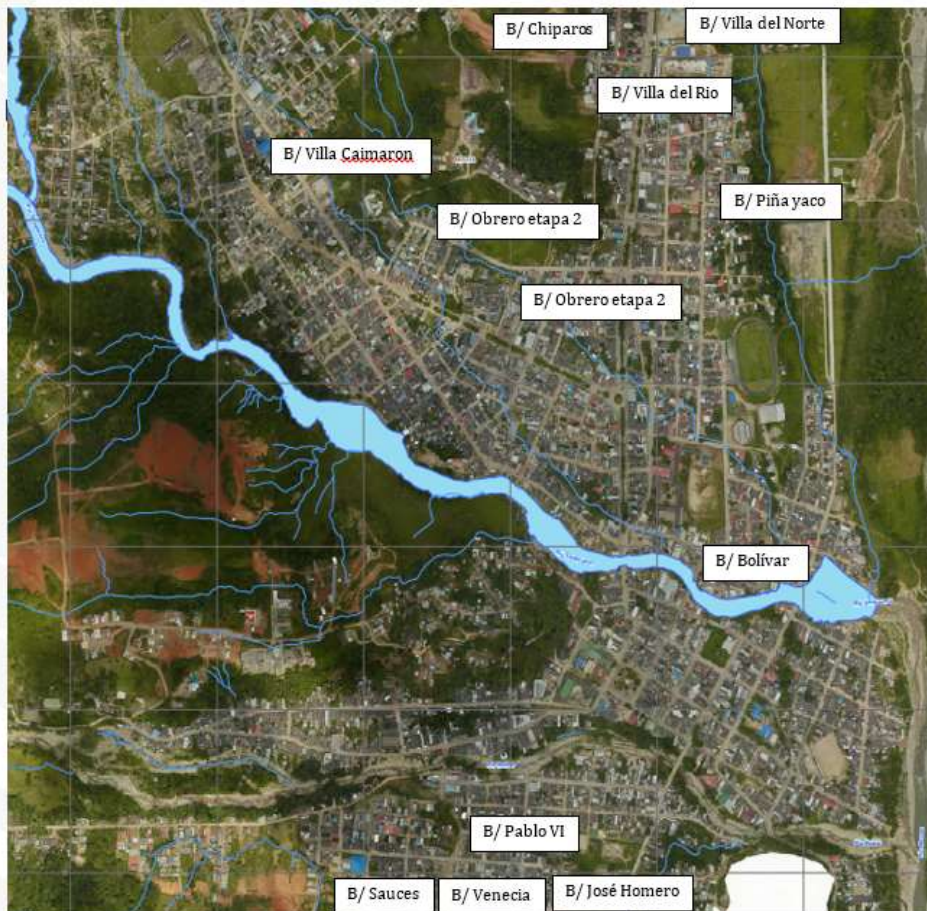 B/ Chiparos
B/ Villa del Norte
B/ Villa del Rio
B/ Villa Caimaron
B/ Piña yaco
B/ Obrero etapa 2
B/ Obrero etapa 2
B/ Bolívar
B/ Pablo VI
B/ Sauces
B/ Venecia
B/ José Homero